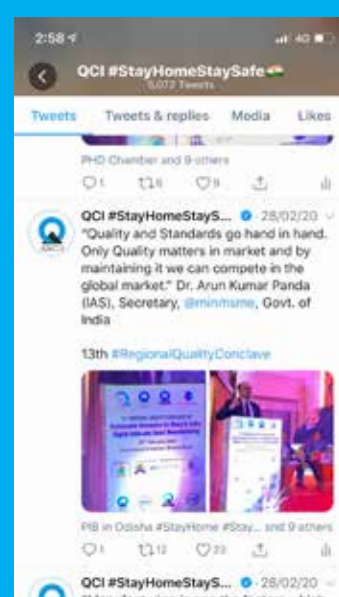 2:58
4G
QCI #StayHomeStaySafe
5,072 Tweets
Tweets Tweets & replies Media Likes
PHD Chamber and 9 others
1 6 9
QCI #StayHomeStayS... 28/02/20
"Quality and Standards go hand in hand.
Only Quality matters in market and by
maintaining it we can compete in the
global market." Dr. Arun Kumar Panda
(IAS), Secretary, @minmsme, Govt. of
India
13th #RegionalQualityConclave
PIB in Odisha #StayHome #Stay... and 9 others
1 12 23
QCI #StayHomeStayS... 28/02/20